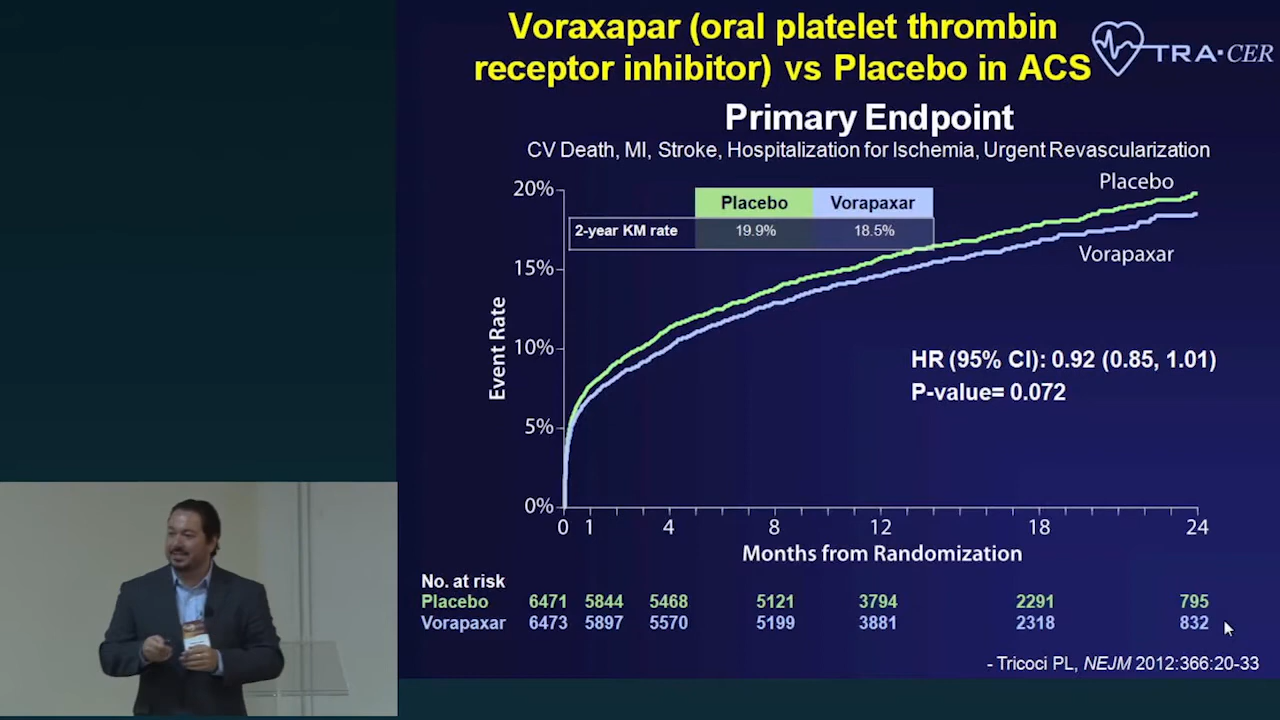 Voraxapar (oral platelet thrombin
receptor inhibitor) vs Placebo in ACS
TRA•CER
Primary Endpoint
CV Death, MI, Stroke, Hospitalization for Ischemia, Urgent Revascularization
Placebo
20%
Placebo Vorapaxar
2-year KM rate 19.9% 18.5%
Vorapaxar
15%
Event Rate
10%
HR (95% CI): 0.92 (0.85, 1.01)
P-value= 0.072
5%
0%
0 1 4 8 12 18 24
Months from Randomization
No. at risk
Placebo 6471 5844 5468 5121 3794 2291 795
Vorapaxar 6473 5897 5570 5199 3881 2318 832
- Tricoci PL, NEJM 2012:366:20-33